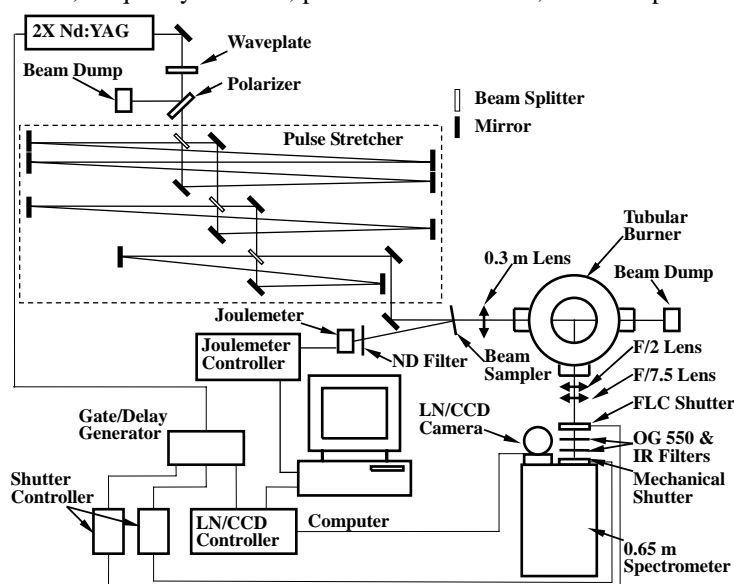 2X Nd:YAG
Waveplate
Beam Dump
Polarizer
Beam Splitter
Mirror
Pulse Stretcher
Tubular
Burner
0.3 m Lens
Beam Dump
Joulemeter
Joulemeter
Controller
ND Filter
Beam
Sampler
F/2 Lens
F/7.5 Lens
FLC Shutter
LN/CCD
Camera
OG 550 &
IR Filters
Mechanical
Shutter
Gate/Delay
Generator
Shutter
Controller
LN/CCD
Controller
Computer
0.65 m
Spectrometer